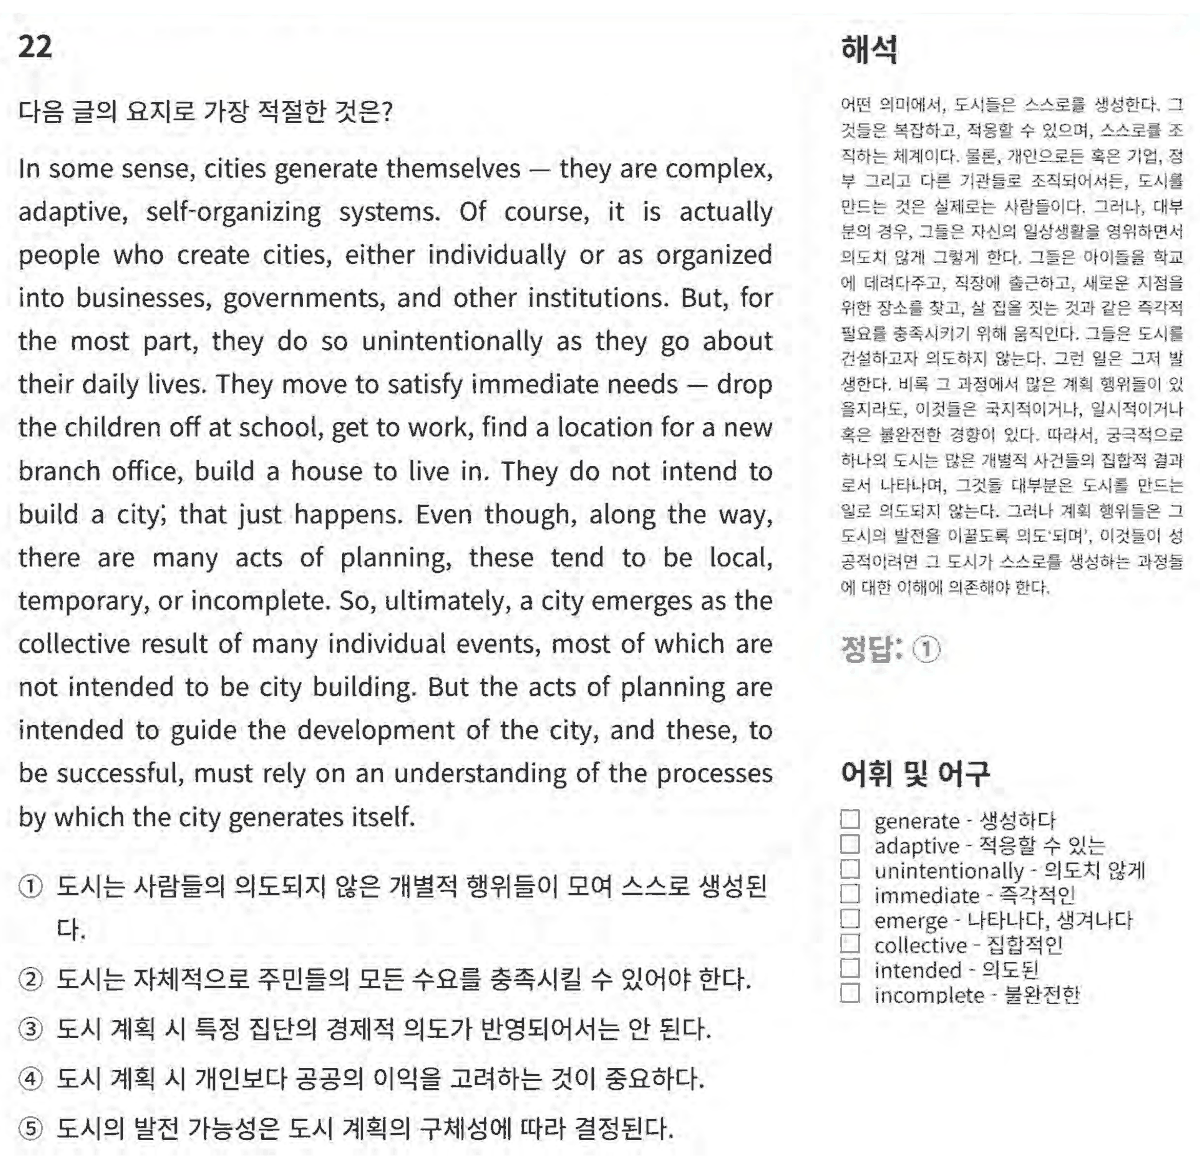 22
다음 글의 요지로 가장 적절한 것은?
In some sense, cities generate themselves — they are complex,
adaptive, self-organizing systems. Of course, it is actually
people who create cities, either individually or as organized
into businesses, governments, and other institutions. But, for
the most part, they do so unintentionally as they go about
their daily lives. They move to satisfy immediate needs — drop
the children off at school, get to work, find a location for a new
branch office, build a house to live in. They do not intend to
build a city; that just happens. Even though, along the way,
there are many acts of planning, these tend to be local,
temporary, or incomplete. So, ultimately, a city emerges as the
collective result of many individual events, most of which are
not intended to be city building. But the acts of planning are
intended to guide the development of the city, and these, to
be successful, must rely on an understanding of the processes
by which the city generates itself.
① 도시는 사람들의 의도되지 않은 개별적 행위들이 모여 스스로 생성된
다.
② 도시는 자체적으로 주민들의 모든 수요를 충족시킬 수 있어야 한다.
③ 도시 계획 시 특정 집단의 경제적 의도가 반영되어서는 안 된다.
④ 도시 계획 시 개인보다 공공의 이익을 고려하는 것이 중요하다.
⑤ 도시의 발전 가능성은 도시 계획의 구체성에 따라 결정된다.
해석
어떤 의미에서, 도시들은 스스로를 생성한다. 그
것들은 복잡하고, 적응할 수 있으며, 스스로를 조
직하는 체계이다. 물론, 개인으로든 혹은 기업, 정
부 그리고 다른 기관들로 조직되어서든, 도시를
만드는 것은 실제로는 사람들이다. 그러나, 대부
분의 경우, 그들은 자신의 일상생활을 영위하면서
의도치 않게 그렇게 한다. 그들은 아이들을 학교
에 데려다주고, 직장에 출근하고, 새로운 지점을
위한 장소를 찾고, 살 집을 짓는 것과 같은 즉각적
필요를 충족시키기 위해 움직인다. 그들은 도시를
건설하고자 의도하지 않는다. 그런 일은 그저 발
생한다. 비록 그 과정에서 많은 계획 행위들이 있
을지라도, 이것들은 국지적이거나, 일시적이거나
혹은 불완전한 경향이 있다. 따라서, 궁극적으로
하나의 도시는 많은 개별적 사건들의 집합적 결과
로서 나타나며, 그것들 대부분은 도시를 만드는
일로 의도되지 않는다. 그러나 계획 행위들은 그
도시의 발전을 이끌도록 의도'되며', 이것들이 성
공적이려면 그 도시가 스스로를 생성하는 과정들
에 대한 이해에 의존해야 한다.
정답: ①
어휘 및 어구
□ generate - 생성하다
□ adaptive - 적응할 수 있는
□ unintentionally - 의도치 않게
□ immediate - 즉각적인
□ emerge - 나타나다, 생겨나다
□ collective - 집합적인
□ intended - 의도된
□ incomplete - 불완전한